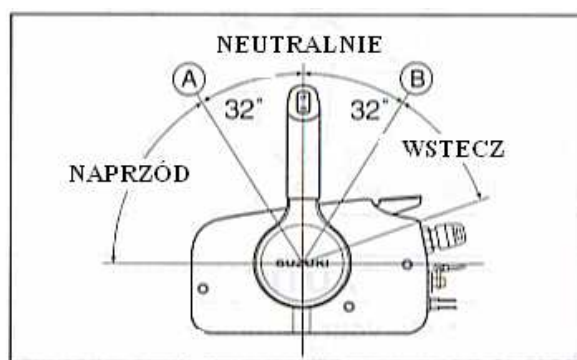 NEUTRALNIE
A
B
32°
32°
WSTECZ
NAPRZÓD
SUZUKI